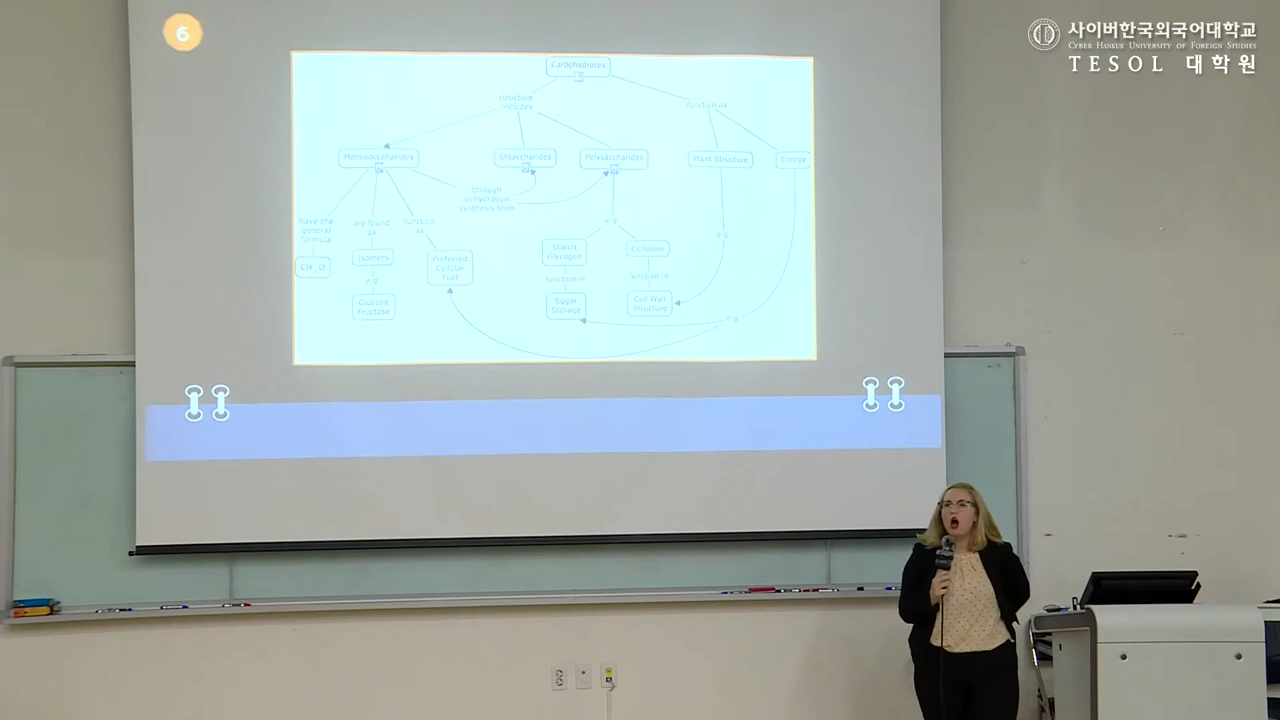 6
사이버한국외국어대학교
CYBER HANKUK UNIVERSITY OF FOREIGN STUDIES
TESOL 대학원
Carbohydrates
structure
includes
function as
Monosaccharides
Disaccharides
Polysaccharides
Plant Structure
Energy
through
dehydration
synthesis form
have the
general
formula
are found
as
function
as
e.g.
e.g.
CH O
Isomers
Preferred
Cellular
Fuel
Starch
Glycogen
Cellulose
e.g.
function in
function in
Glucose
Fructose
Sugar
Storage
Cell Wall
Structure
e.g.